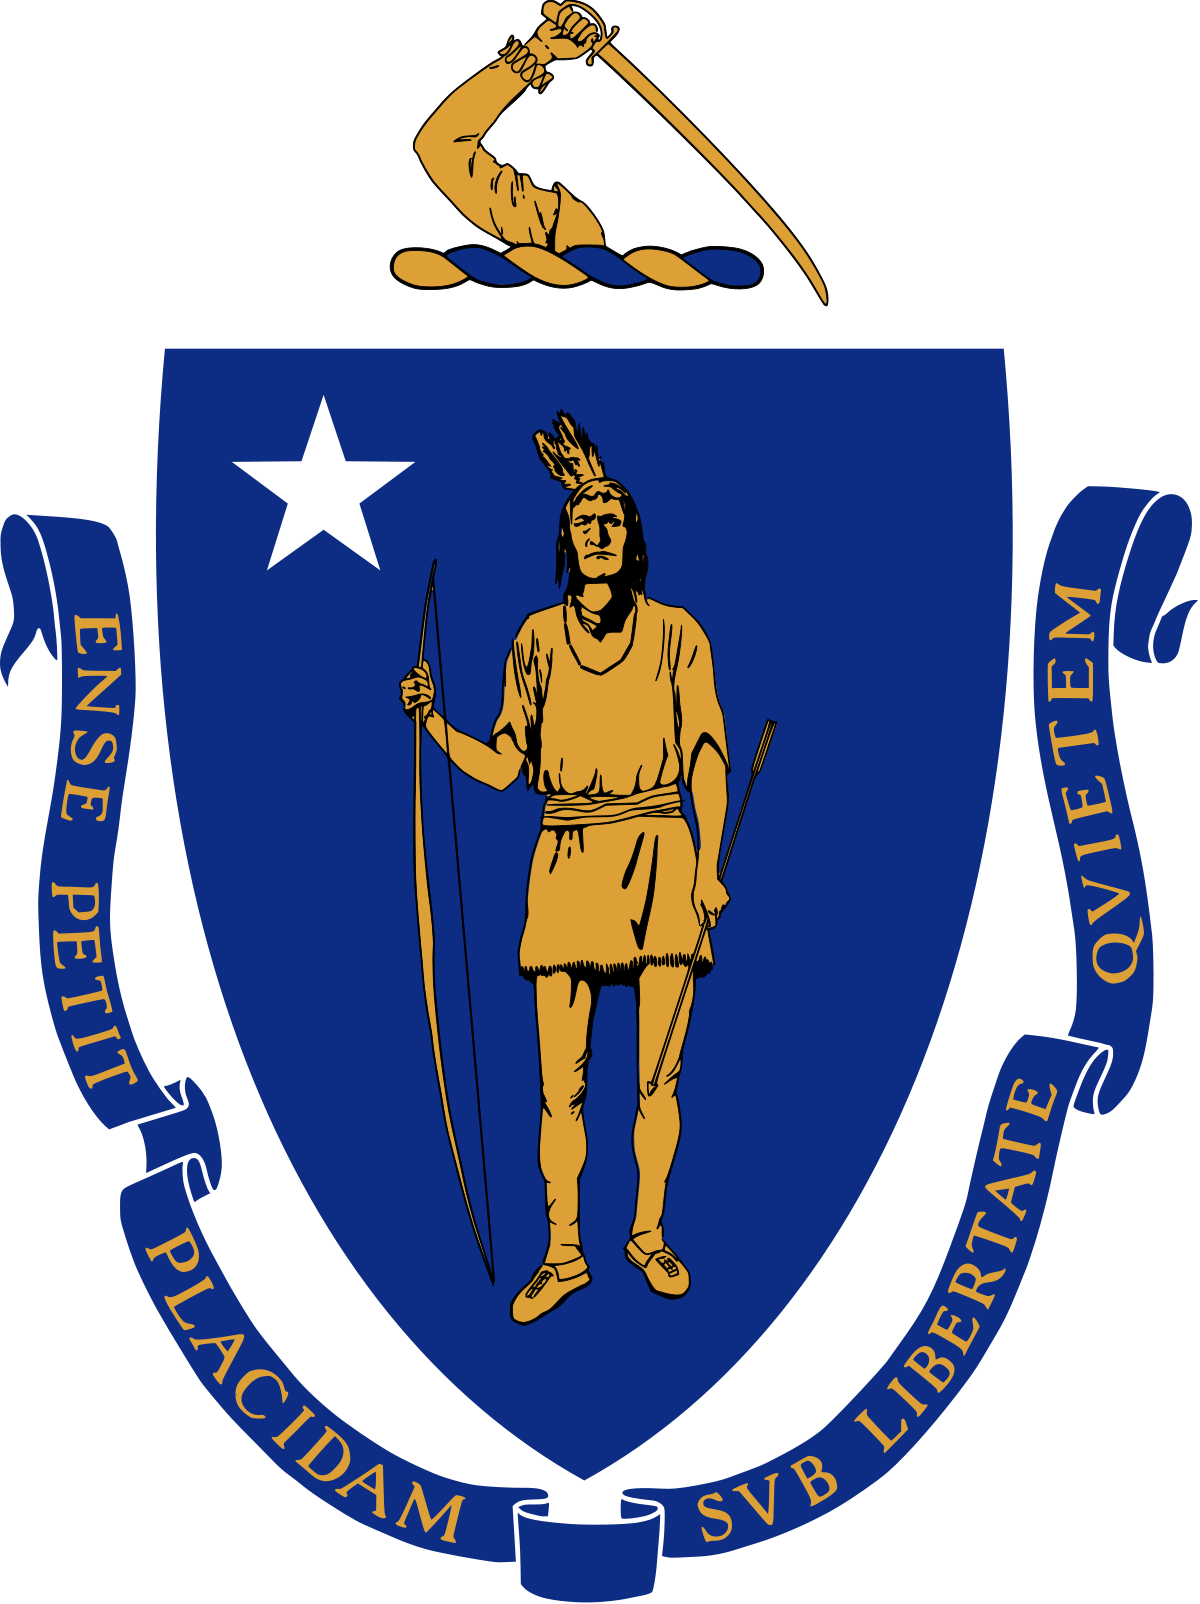 ENSE PETIT
PLACIDAM
SVB LIBERTATE
QVIETEM